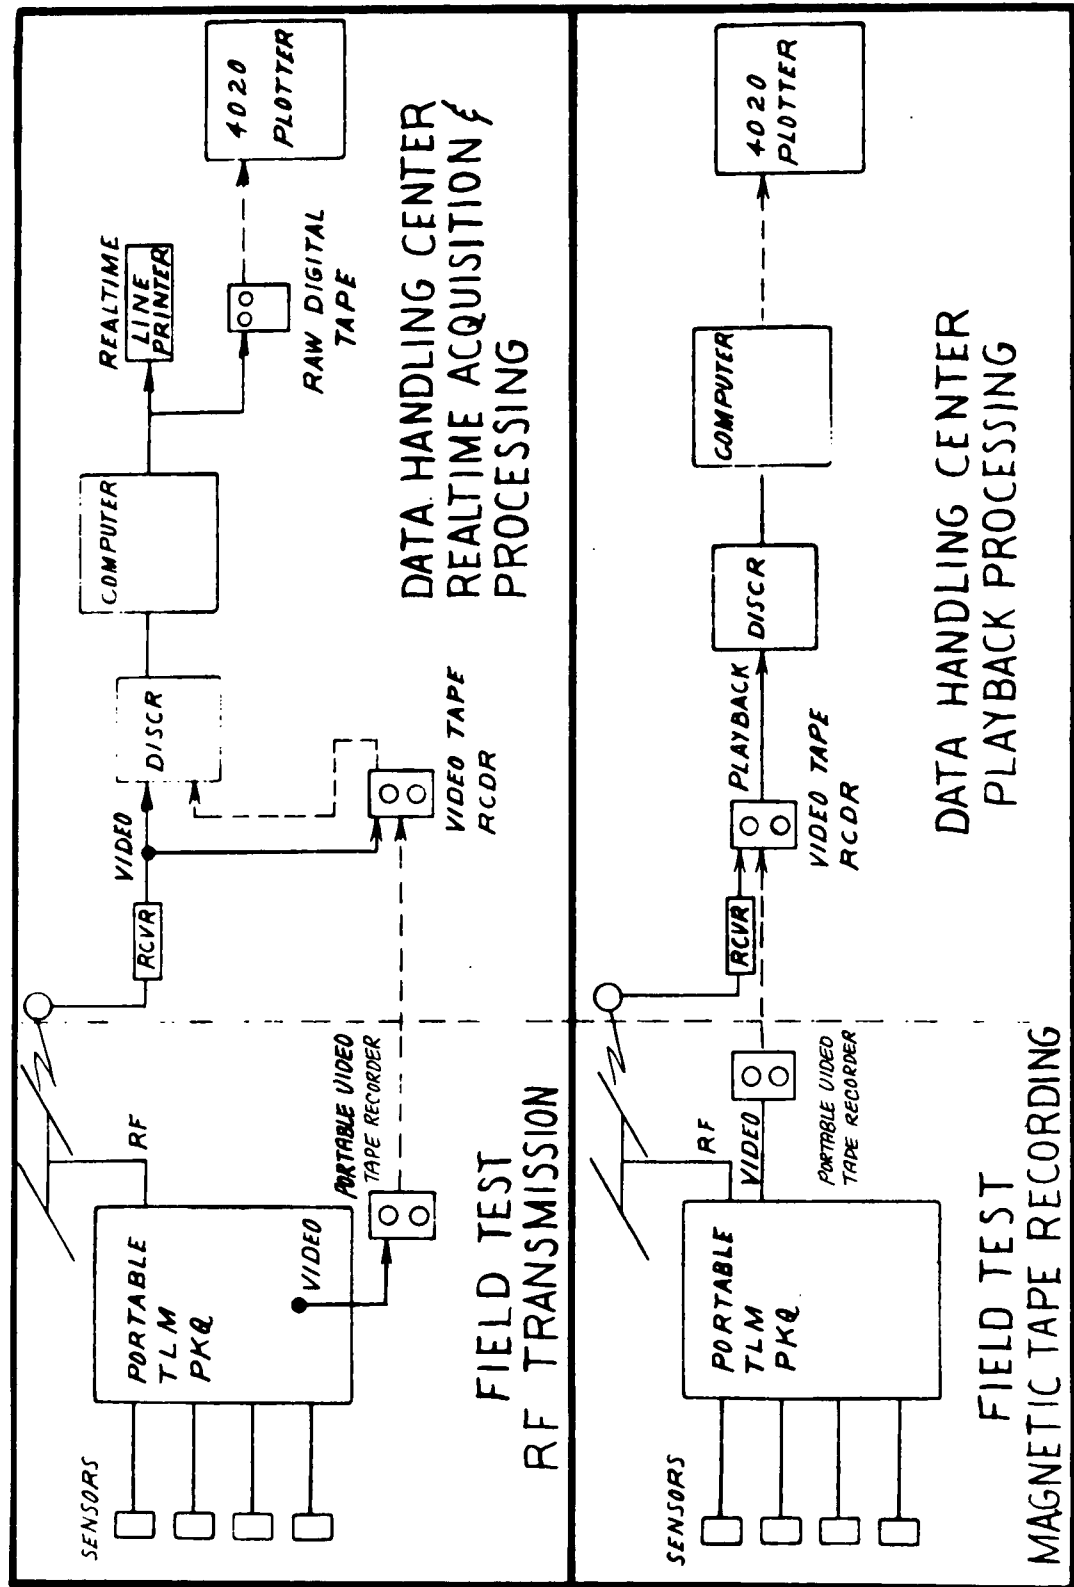 SENSORS
PORTABLE
TLM
PKQ
RF
VIDEO
PORTABLE VIDEO
TAPE RECORDER
FIELD TEST
RF TRANSMISSION
RCVR
VIDEO
DISCR
VIDEO TAPE
RCDR
COMPUTER
REALTIME
LINE
PRINTER
RAW DIGITAL
TAPE
4020
PLOTTER
DATA HANDLING CENTER
REALTIME ACQUISITION &
PROCESSING
SENSORS
PORTABLE
TLM
PKQ
RF
VIDEO
PORTABLE VIDEO
TAPE RECORDER
FIELD TEST
MAGNETIC TAPE RECORDING
RCVR
VIDEO TAPE
RCDR
PLAYBACK
DISCR
COMPUTER
4020
PLOTTER
DATA HANDLING CENTER
PLAYBACK PROCESSING